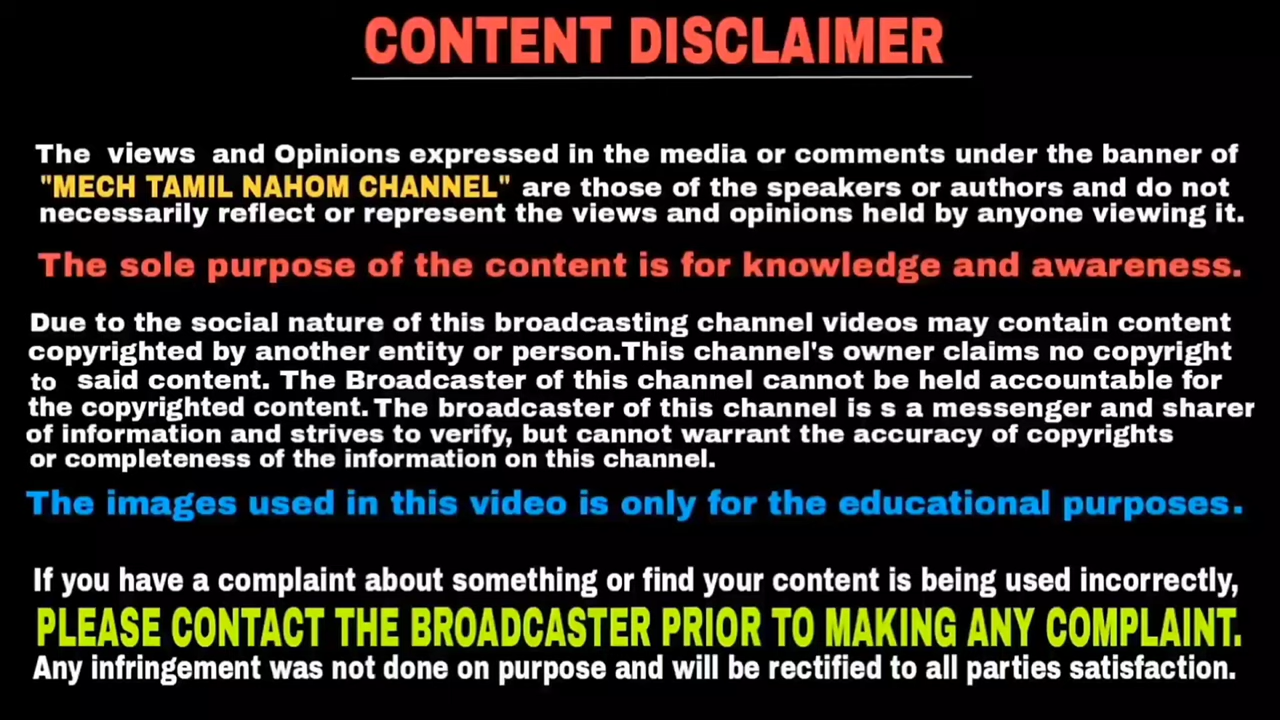 CONTENT DISCLAIMER
The views and Opinions expressed in the media or comments under the banner of
"MECH TAMIL NAHOM CHANNEL" are those of the speakers or authors and do not
necessarily reflect or represent the views and opinions held by anyone viewing it.
The sole purpose of the content is for knowledge and awareness.
Due to the social nature of this broadcasting channel videos may contain content
copyrighted by another entity or person.This channel's owner claims no copyright
to said content. The Broadcaster of this channel cannot be held accountable for
the copyrighted content. The broadcaster of this channel is s a messenger and sharer
of information and strives to verify, but cannot warrant the accuracy of copyrights
or completeness of the information on this channel.
The images used in this video is only for the educational purposes.
If you have a complaint about something or find your content is being used incorrectly,
PLEASE CONTACT THE BROADCASTER PRIOR TO MAKING ANY COMPLAINT.
Any infringement was not done on purpose and will be rectified to all parties satisfaction.